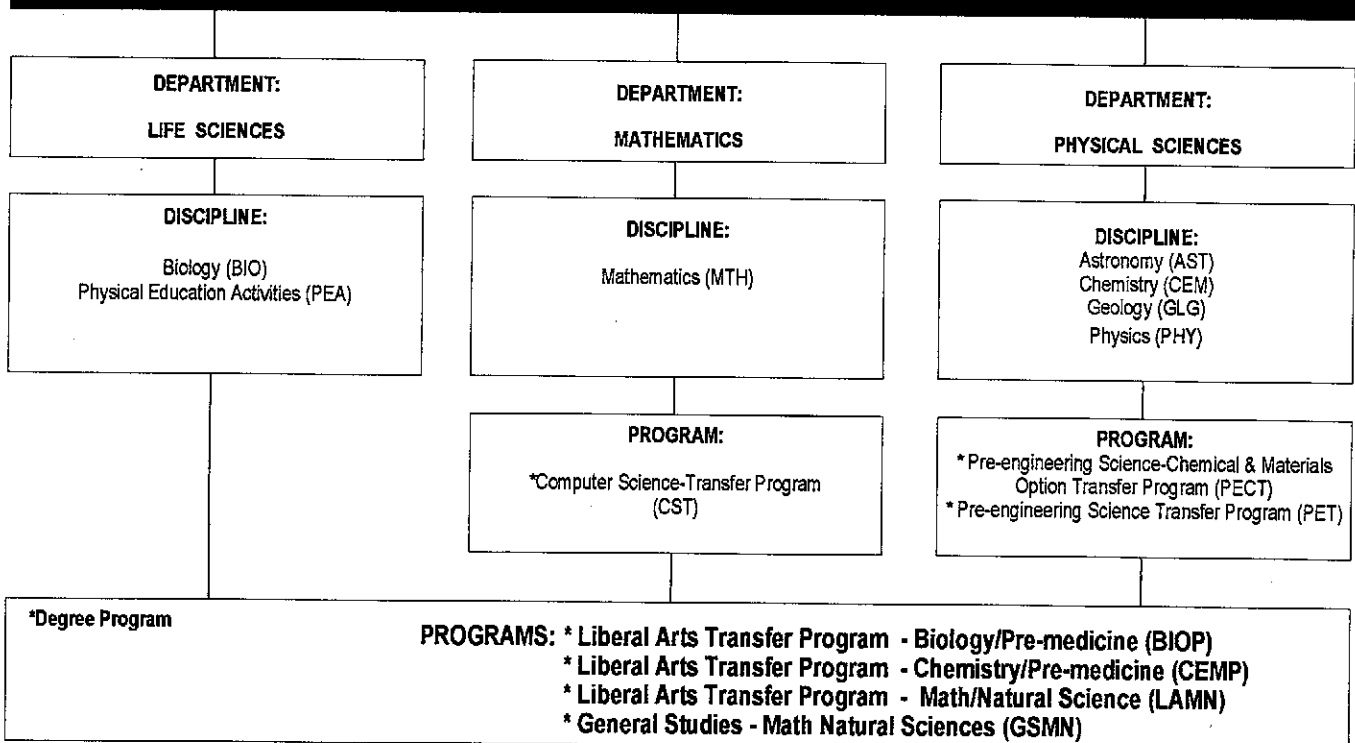 DEPARTMENT:
LIFE SCIENCES
DISCIPLINE:
Biology (BIO)
Physical Education Activities (PEA)
DEPARTMENT:
MATHEMATICS
DISCIPLINE:
Mathematics (MTH)
PROGRAM:
*Computer Science-Transfer Program
(CST)
DEPARTMENT:
PHYSICAL SCIENCES
DISCIPLINE:
Astronomy (AST)
Chemistry (CEM)
Geology (GLG)
Physics (PHY)
PROGRAM:
* Pre-engineering Science-Chemical & Materials
Option Transfer Program (PECT)
* Pre-engineering Science Transfer Program (PET)
*Degree Program
PROGRAMS: * Liberal Arts Transfer Program - Biology/Pre-medicine (BIOP)
* Liberal Arts Transfer Program - Chemistry/Pre-medicine (CEMP)
* Liberal Arts Transfer Program - Math/Natural Science (LAMN)
* General Studies - Math Natural Sciences (GSMN)